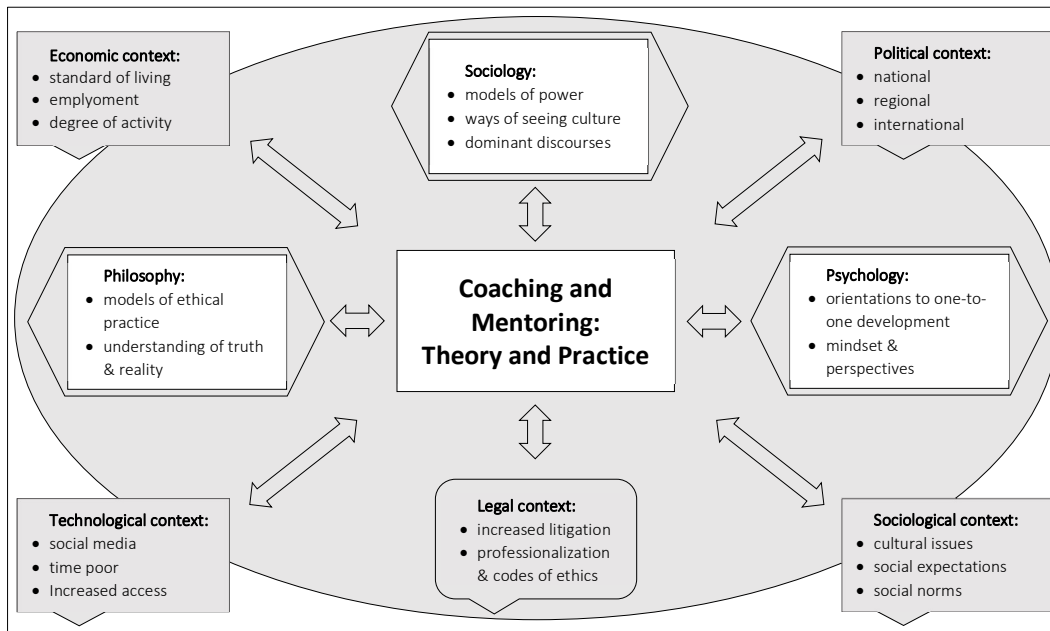 Economic context:
• standard of living
• emplyoment
• degree of activity
Sociology:
• models of power
• ways of seeing culture
• dominant discourses
Political context:
• national
• regional
• international
Philosophy:
• models of ethical
practice
• understanding of truth
& reality
Coaching and
Mentoring:
Theory and Practice
Psychology:
• orientations to one-to-
one development
• mindset &
perspectives
Technological context:
• social media
• time poor
• Increased access
Legal context:
• increased litigation
• professionalization
& codes of ethics
Sociological context:
• cultural issues
• social expectations
• social norms